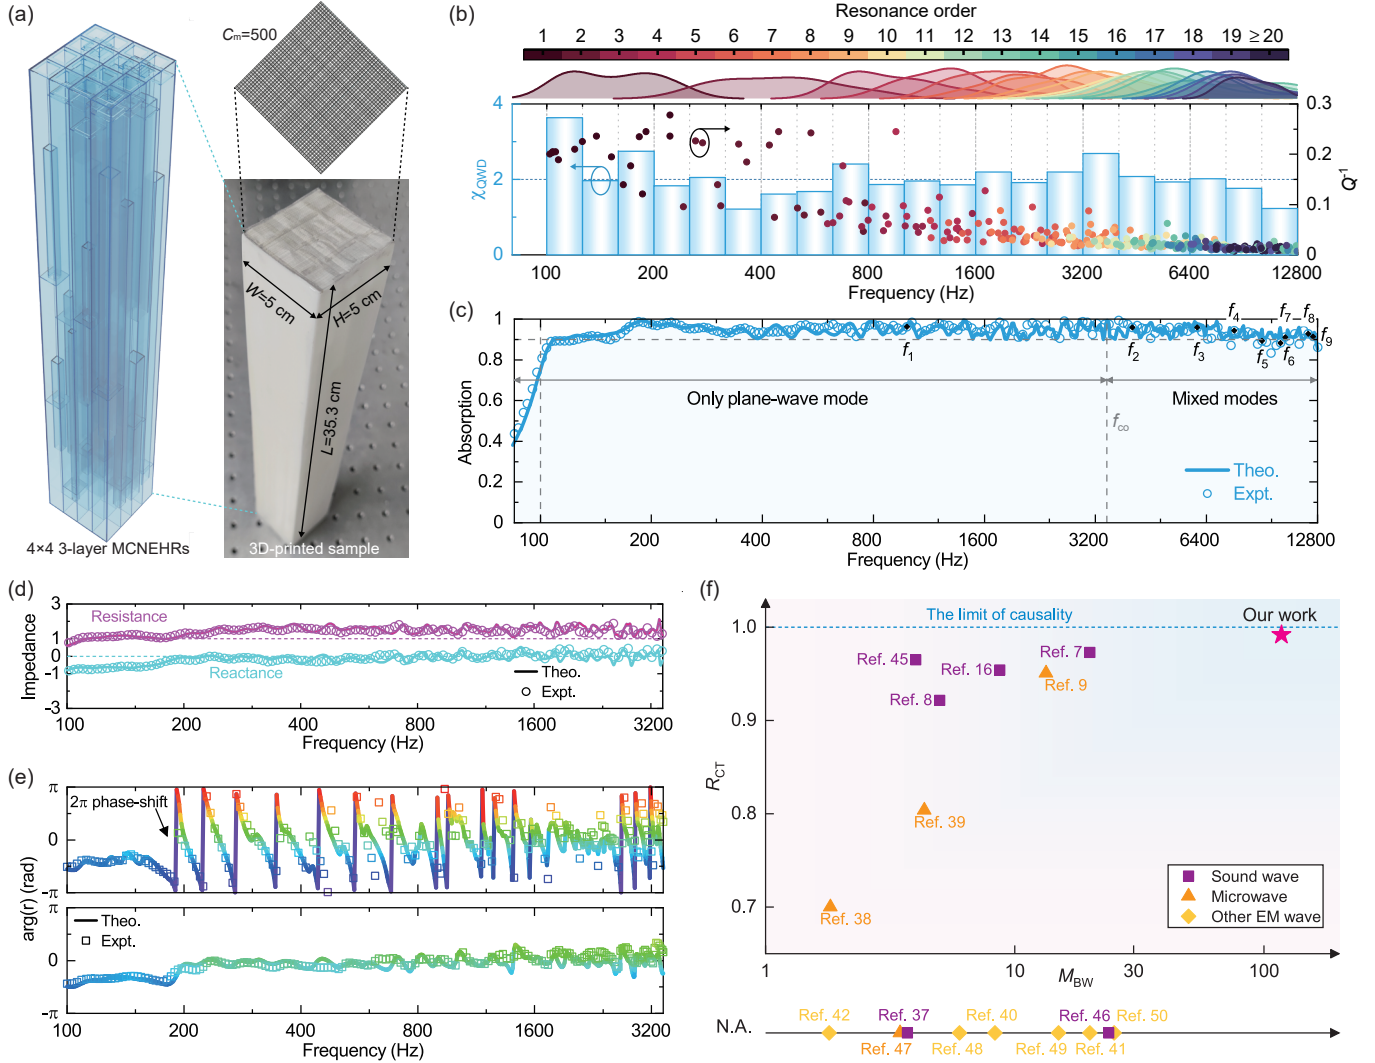 (a)
Cm=500
W=5 cm
H=5 cm
L=35.3 cm
4×4 3-layer MCNEHRs
3D-printed sample
(b)
Resonance order
1 2 3 4 5 6 7 8 9 10 11 12 13 14 15 16 17 18 19 ≥20
4
2
0
χQWD
0.3
0.2
0.1
0
Q⁻¹
100 200 400 800 1600 3200 6400 12800
Frequency (Hz)
(c)
1
0.8
0.6
0.4
0.2
0
Absorption
f1 f2 f3 f4 f5 f6 f7 – f8 f9
Only plane-wave mode
Mixed modes
fco
Theo.
Expt.
100 200 400 800 1600 3200 6400 12800
Frequency (Hz)
(d)
3
1
0
-1
-3
Impedance
Resistance
Reactance
Theo.
Expt.
100 200 400 800 1600 3200
Frequency (Hz)
(e)
π
0
-π
2π phase-shift
arg(r) (rad)
Theo.
Expt.
0
-π
100 200 400 800 1600 3200
Frequency (Hz)
(f)
The limit of causality
Our work
1.0
0.9
0.8
0.7
RCT
Ref. 45
Ref. 16
Ref. 7
Ref. 8
Ref. 9
Ref. 39
Ref. 38
Sound wave
Microwave
Other EM wave
1 10 30 100
MBW
N.A.
Ref. 42 Ref. 37 Ref. 40 Ref. 46 Ref. 50
Ref. 47 Ref. 48 Ref. 49 Ref. 41